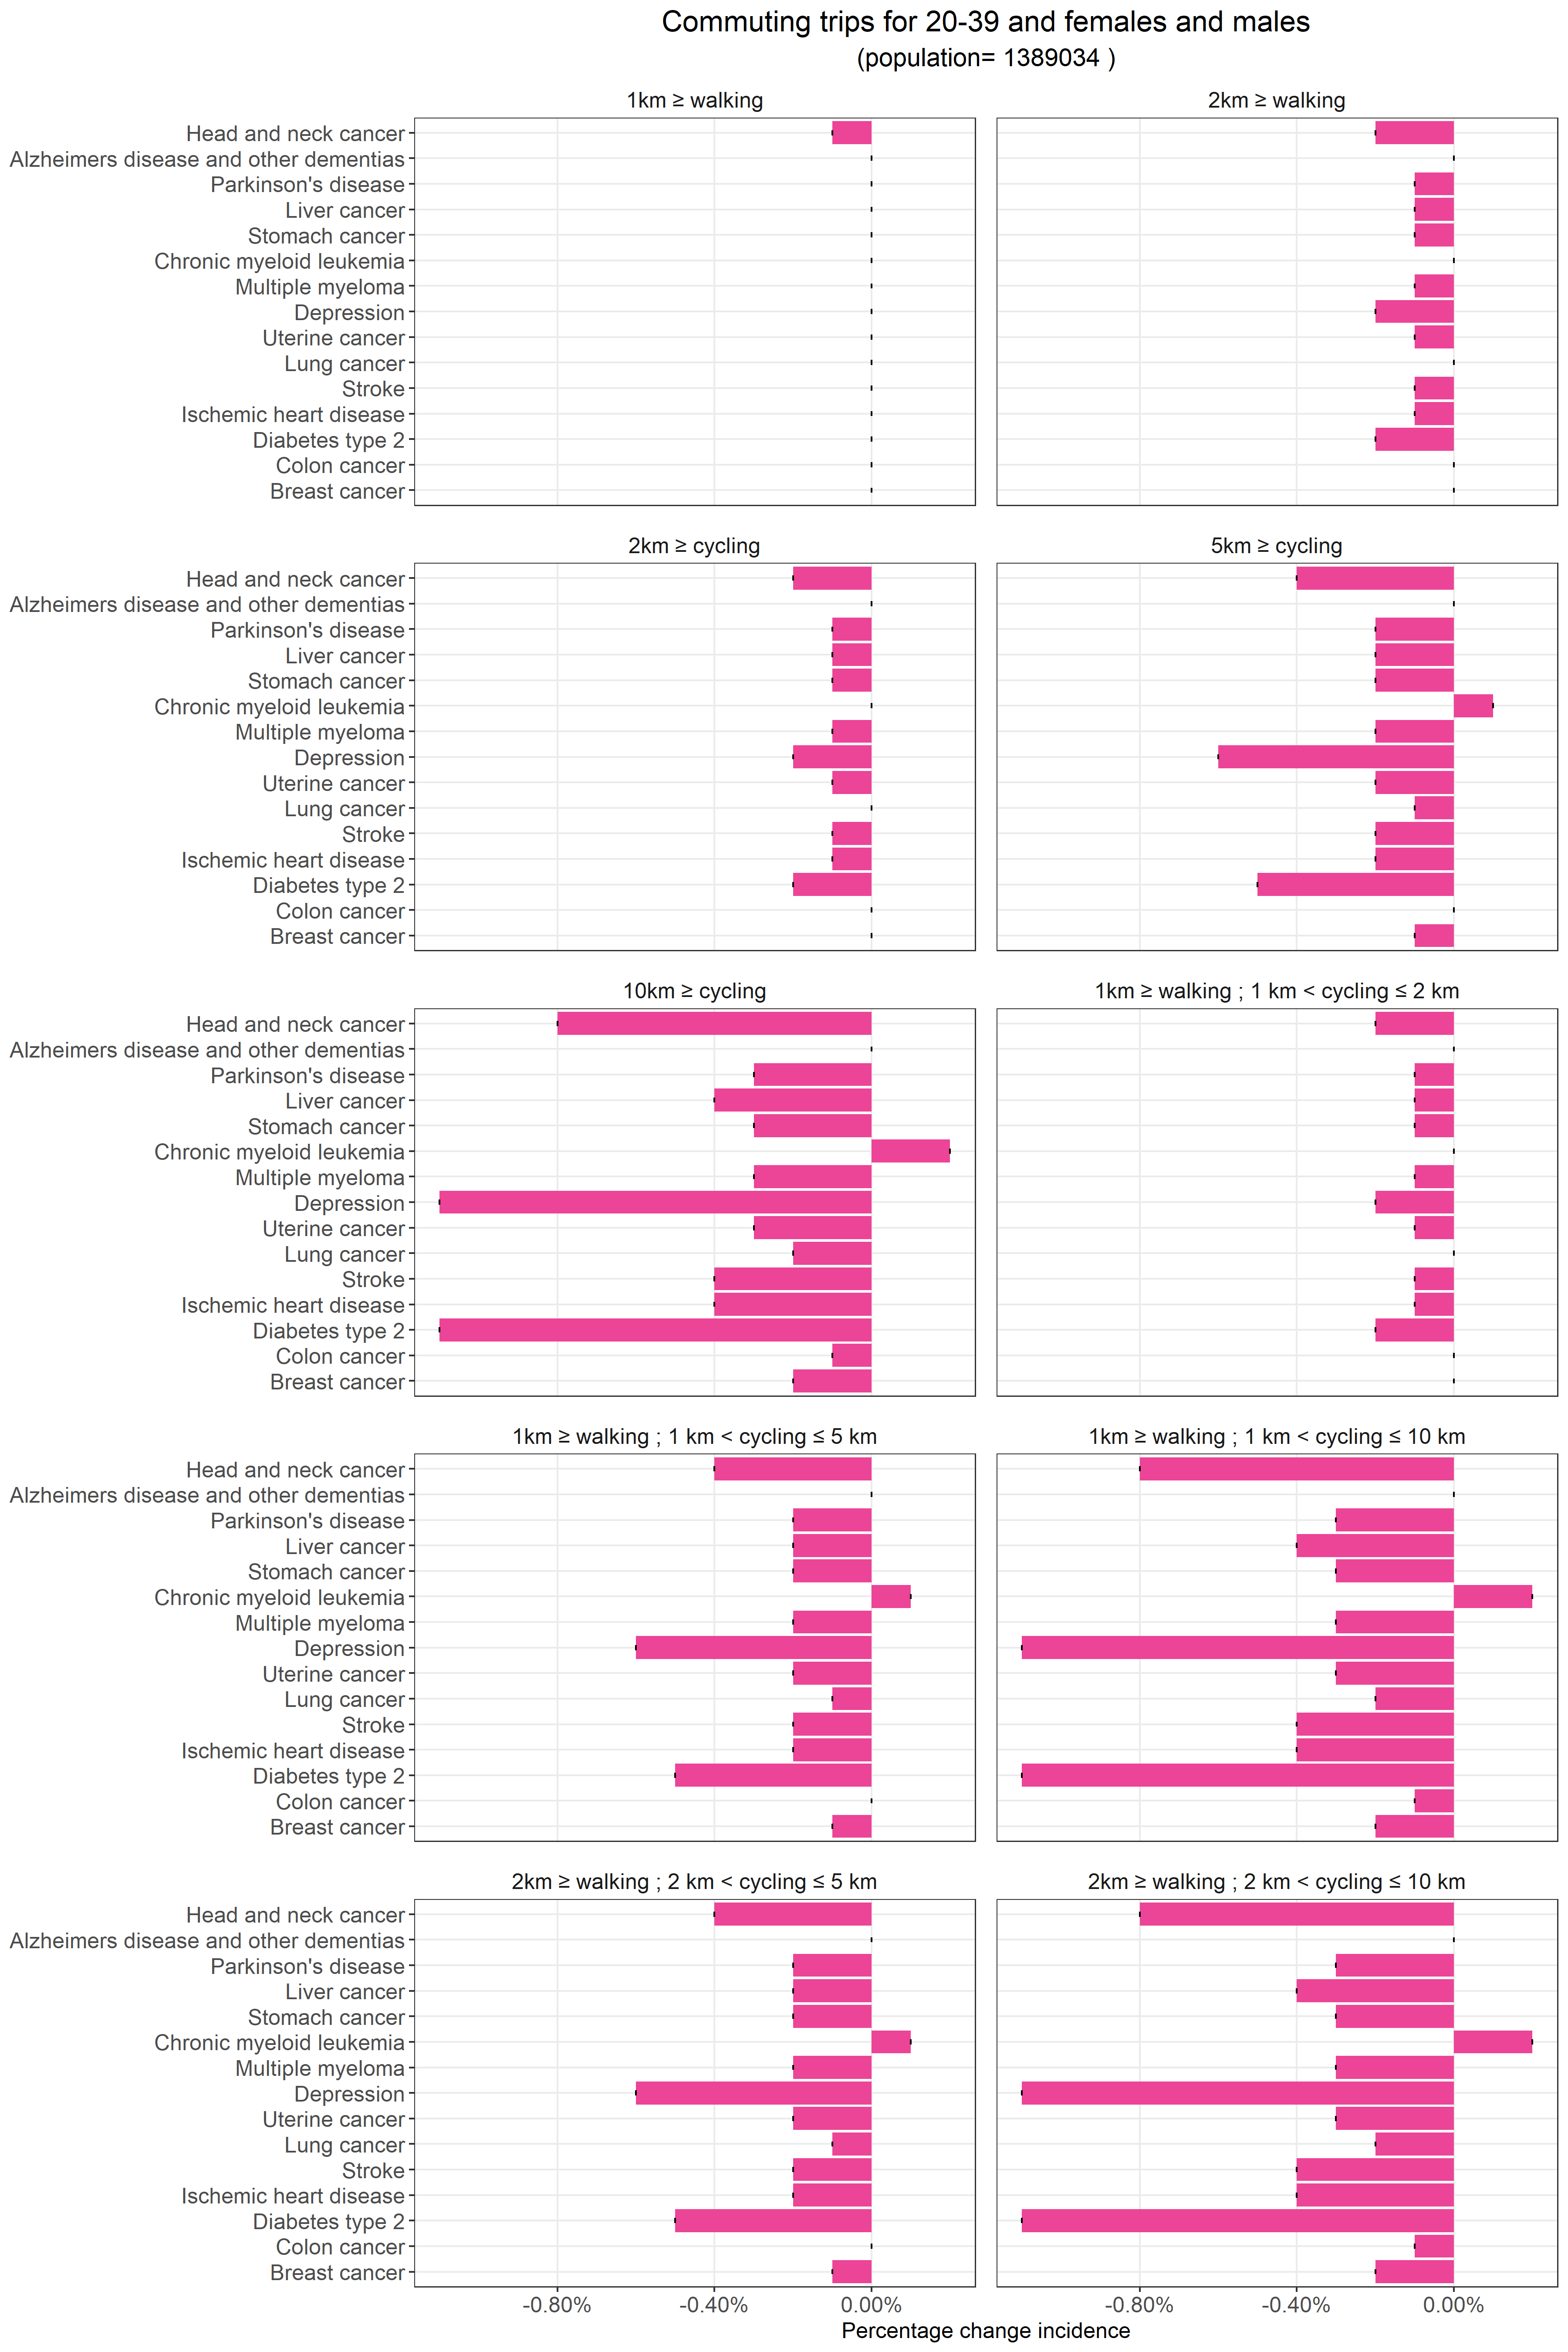 Commuting trips for 20-39 and females and males
(population= 1389034 )
1km ≥ walking
2km ≥ walking
Head and neck cancer
Alzheimers disease and other dementias
Parkinson's disease
Liver cancer
Stomach cancer
Chronic myeloid leukemia
Multiple myeloma
Depression
Uterine cancer
Lung cancer
Stroke
Ischemic heart disease
Diabetes type 2
Colon cancer
Breast cancer
2km ≥ cycling
5km ≥ cycling
Head and neck cancer
Alzheimers disease and other dementias
Parkinson's disease
Liver cancer
Stomach cancer
Chronic myeloid leukemia
Multiple myeloma
Depression
Uterine cancer
Lung cancer
Stroke
Ischemic heart disease
Diabetes type 2
Colon cancer
Breast cancer
10km ≥ cycling
1km ≥ walking ; 1 km < cycling ≤ 2 km
Head and neck cancer
Alzheimers disease and other dementias
Parkinson's disease
Liver cancer
Stomach cancer
Chronic myeloid leukemia
Multiple myeloma
Depression
Uterine cancer
Lung cancer
Stroke
Ischemic heart disease
Diabetes type 2
Colon cancer
Breast cancer
1km ≥ walking ; 1 km < cycling ≤ 5 km
1km ≥ walking ; 1 km < cycling ≤ 10 km
Head and neck cancer
Alzheimers disease and other dementias
Parkinson's disease
Liver cancer
Stomach cancer
Chronic myeloid leukemia
Multiple myeloma
Depression
Uterine cancer
Lung cancer
Stroke
Ischemic heart disease
Diabetes type 2
Colon cancer
Breast cancer
2km ≥ walking ; 2 km < cycling ≤ 5 km
2km ≥ walking ; 2 km < cycling ≤ 10 km
Head and neck cancer
Alzheimers disease and other dementias
Parkinson's disease
Liver cancer
Stomach cancer
Chronic myeloid leukemia
Multiple myeloma
Depression
Uterine cancer
Lung cancer
Stroke
Ischemic heart disease
Diabetes type 2
Colon cancer
Breast cancer
-0.80% -0.40% 0.00% -0.80% -0.40% 0.00%
Percentage change incidence